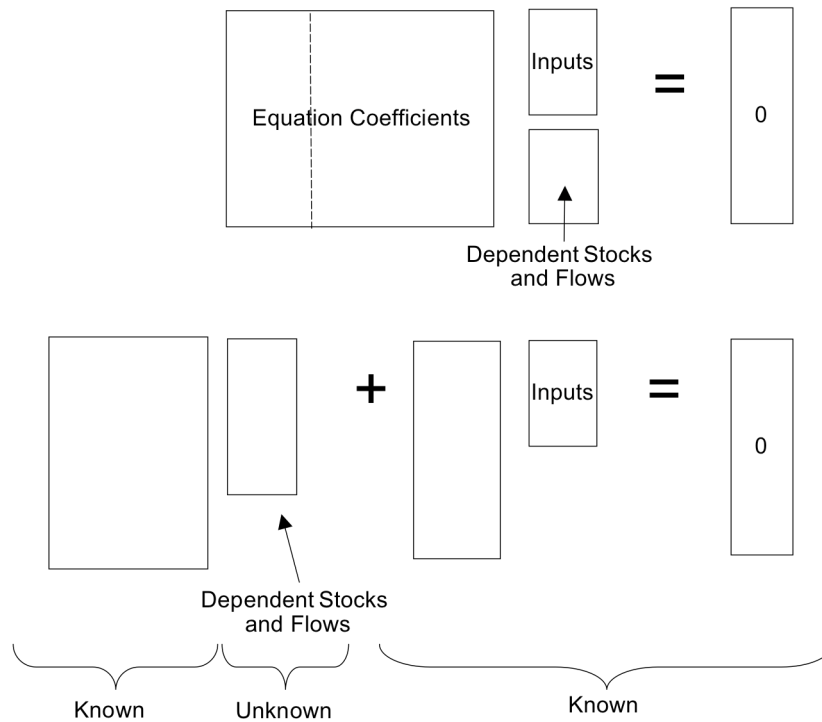 Equation Coefficients
Inputs
=
0
Dependent Stocks
and Flows
+
Inputs
=
0
Dependent Stocks
and Flows
Known
Unknown
Known